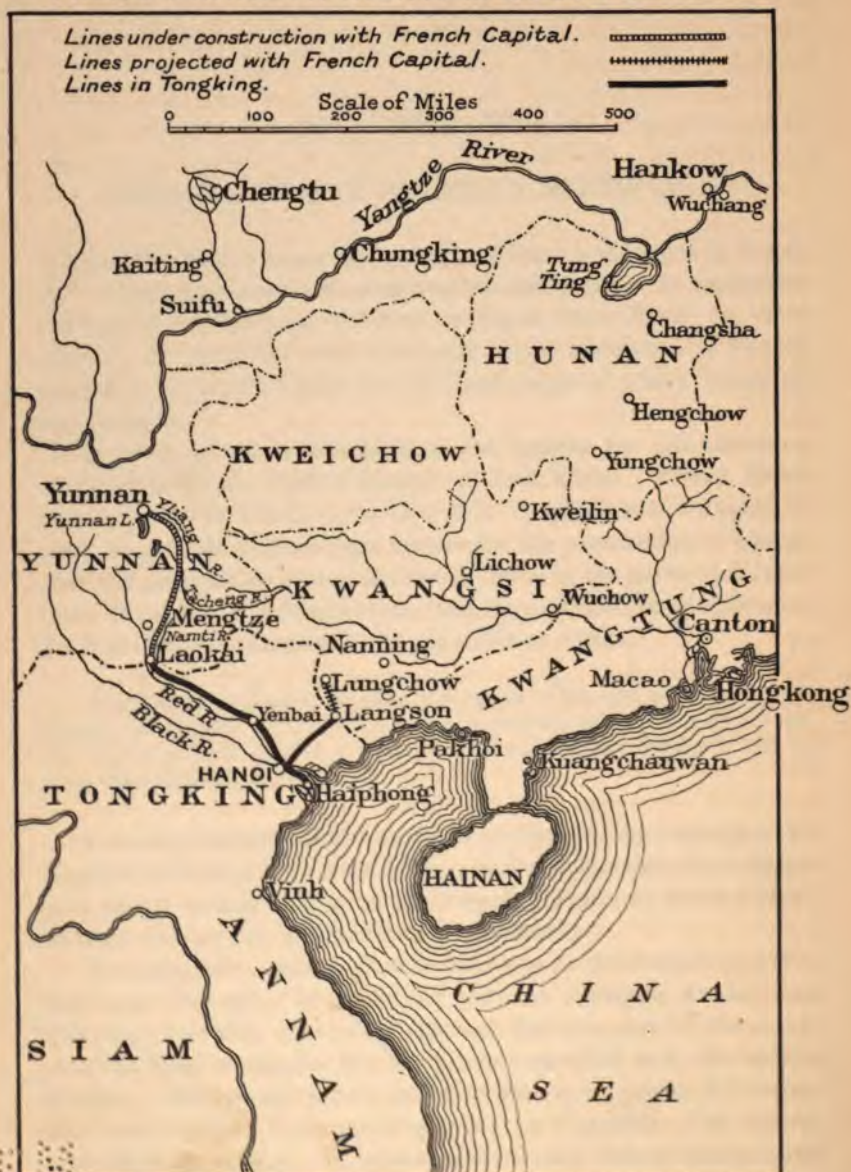 Lines under construction with French Capital.
Lines projected with French Capital.
Lines in Tongking.
Scale of Miles
0 100 200 300 400 500
Yangtze River
Hankow
Wuchang
Chengtu
Chungking
Kaiting
Suifu
Tung
Ting L.
Changsha
HUNAN
Hengchow
KWEICHOW
Yungchow
Yunnan
Yiliang R.
Yunnan L.
Kweilin
YUNNAN
Lichow
KWANGSI
Tacheng R.
Wuchow
Mengtze
Namti R.
KWANGTUNG
Canton
Nanning
Laokai
Lungchow
Macao
Hongkong
Red R.
Yenbai
Langson
Black R.
Pakhoi
HANOI
Kuangchauwan
TONGKING
Haiphong
HAINAN
Vinh
ANNAM
CHINA
SEA
SIAM